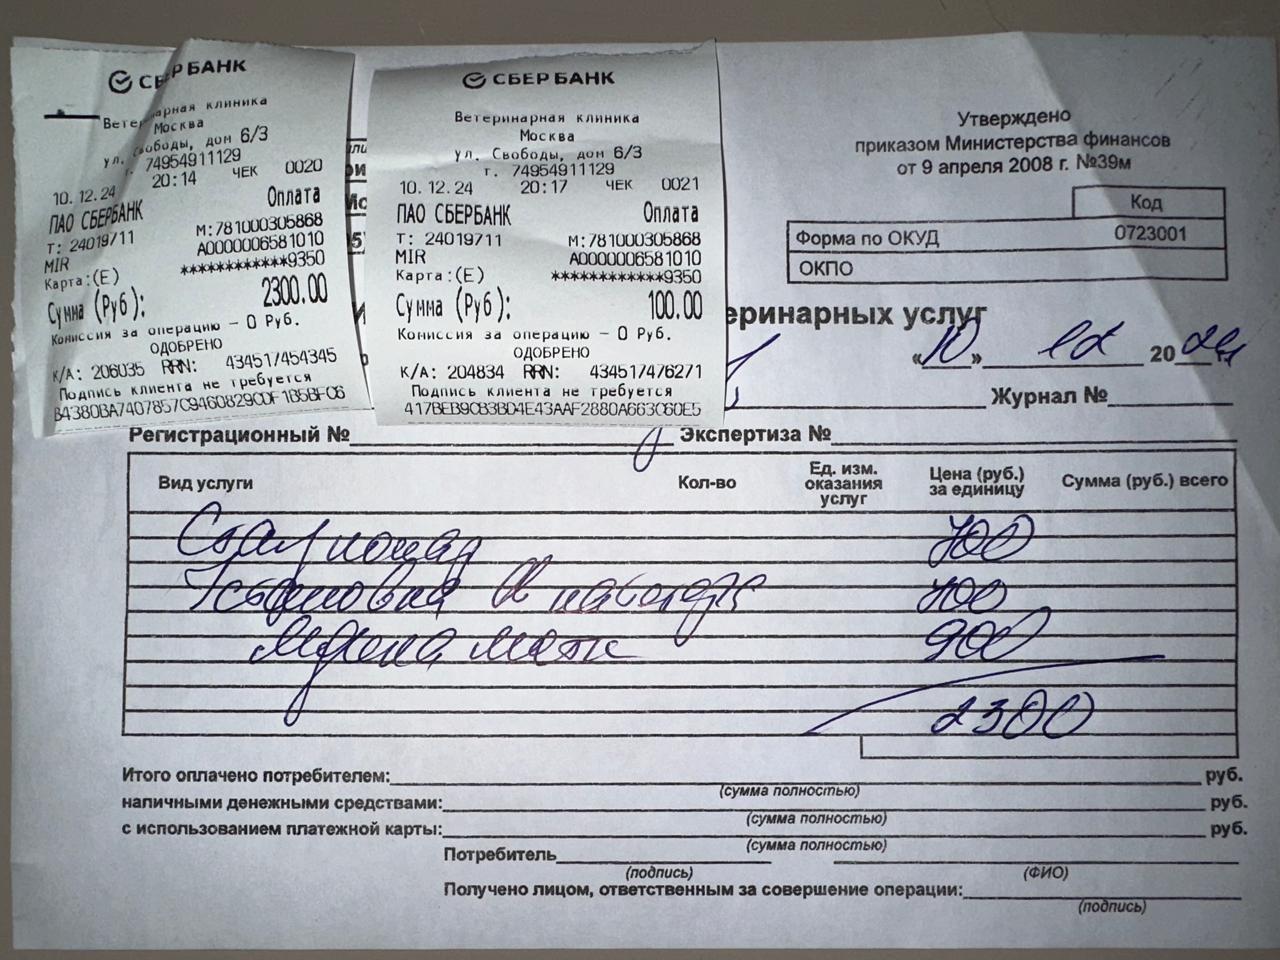 СБЕРБАНК
Ветеринарная клиника
Москва
ул. Свободы, дом 6/3
т. 74954911129
10.12.24 20:14 ЧЕК 0020
ПАО СБЕРБАНК Оплата
Т: 24019711 М:781000305868
MIR A0000006581010
Карта:(E) ************9350
Сумма (Руб): 2300.00
Комиссия за операцию – 0 Руб.
ОДОБРЕНО
К/А: 206035 RRN: 434517454345
Подпись клиента не требуется
B4380BA7407857C9460829CDF1B5BFC6
СБЕРБАНК
Ветеринарная клиника
Москва
ул. Свободы, дом 6/3
т. 74954911129
10.12.24 20:17 ЧЕК 0021
ПАО СБЕРБАНК Оплата
Т: 24019711 М:781000305868
MIR A0000006581010
Карта:(E) ************9350
Сумма (Руб): 100.00
Комиссия за операцию – 0 Руб.
ОДОБРЕНО
К/А: 204834 RRN: 434517476271
Подпись клиента не требуется
417BEB9CB3BD4E43AAF2880A663C60E5
Утверждено
приказом Министерства финансов
от 9 апреля 2008 г. №39м
Код
Форма по ОКУД 0723001
ОКПО
еринарных услуг
«10» 12 2024
Журнал №
Регистрационный № Экспертиза №
Вид услуги Кол-во Ед. изм. оказания услуг Цена (руб.) за единицу Сумма (руб.) всего
Стационар 700
Установка 700
900
2300
Итого оплачено потребителем: руб.
(сумма полностью)
наличными денежными средствами: руб.
(сумма полностью)
с использованием платежной карты: руб.
(сумма полностью)
Потребитель
(подпись) (ФИО)
Получено лицом, ответственным за совершение операции:
(подпись)